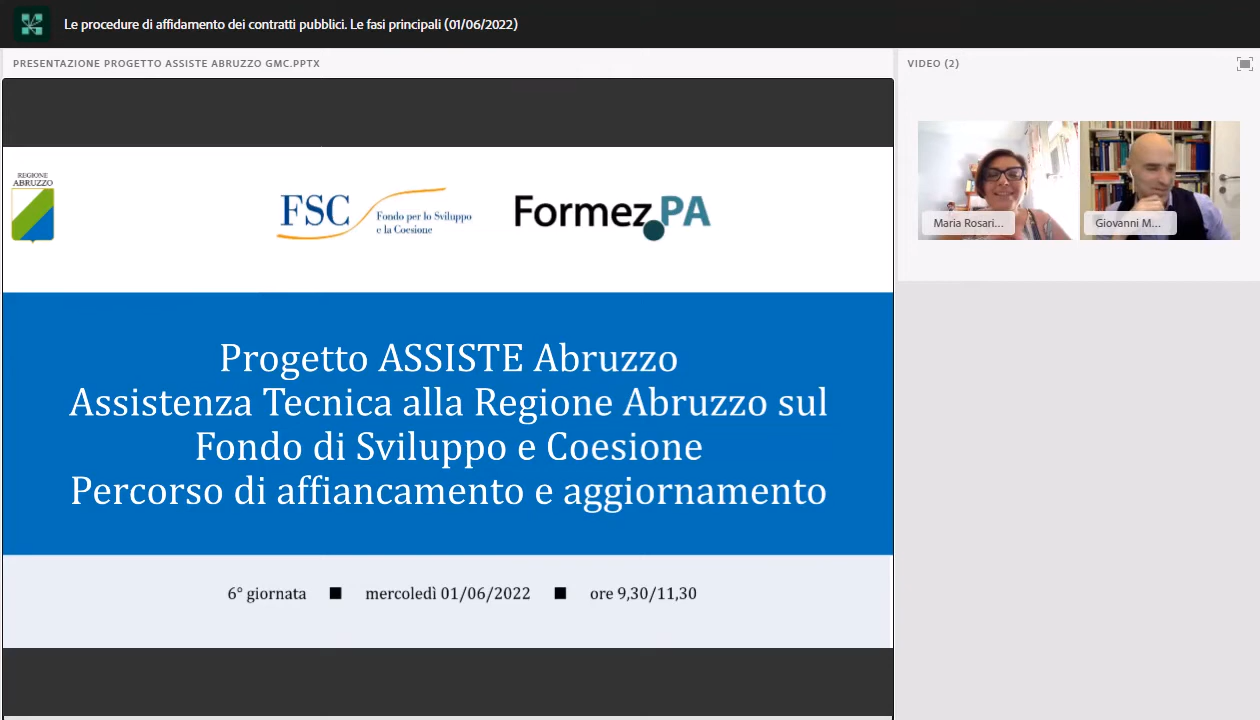 Le procedure di affidamento dei contratti pubblici. Le fasi principali (01/06/2022)
PRESENTAZIONE PROGETTO ASSISTE ABRUZZO GMC.PPTX
VIDEO (2)
REGIONE
ABRUZZO
FSC
Fondo per lo Sviluppo
e la Coesione
Formez PA
Maria Rosari...
Giovanni M...
Progetto ASSISTE Abruzzo
Assistenza Tecnica alla Regione Abruzzo sul
Fondo di Sviluppo e Coesione
Percorso di affiancamento e aggiornamento
6° giornata ■ mercoledì 01/06/2022 ■ ore 9,30/11,30